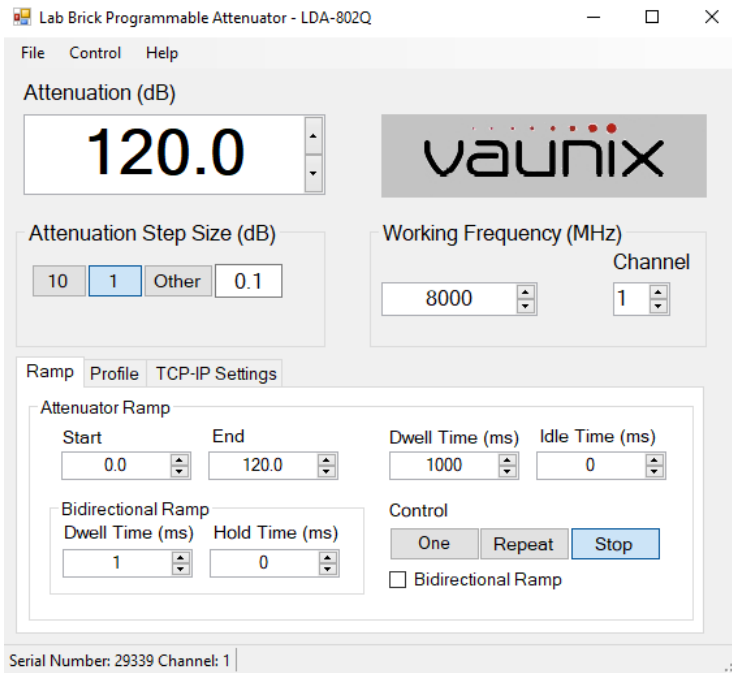 Lab Brick Programmable Attenuator - LDA-802Q
File Control Help
Attenuation (dB)
120.0
vaunix
Attenuation Step Size (dB)
10 1 Other 0.1
Working Frequency (MHz)
Channel
8000 1
Ramp Profile TCP-IP Settings
Attenuator Ramp
Start End Dwell Time (ms) Idle Time (ms)
0.0 120.0 1000 0
Bidirectional Ramp
Dwell Time (ms) Hold Time (ms)
1 0
Control
One Repeat Stop
Bidirectional Ramp
Serial Number: 29339 Channel: 1